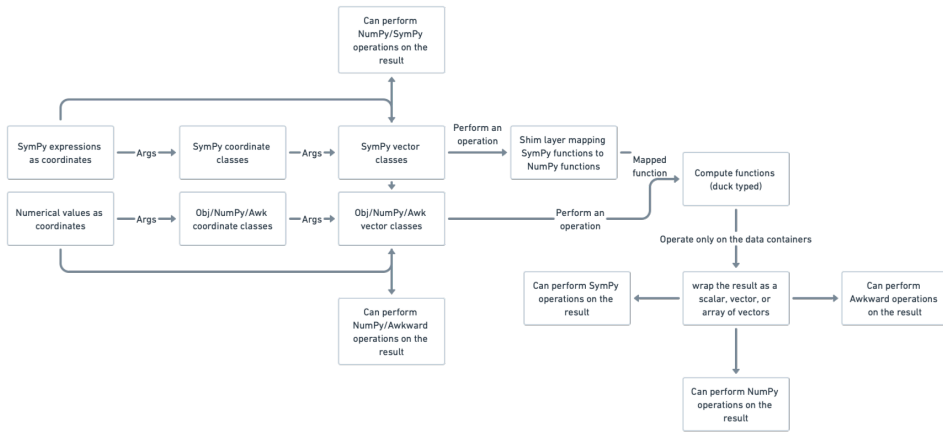 Can perform
NumPy/SymPy
operations on the
result
SymPy expressions
as coordinates
Args
SymPy coordinate
classes
Args
SymPy vector
classes
Perform an
operation
Shim layer mapping
SymPy functions to
NumPy functions
Mapped
function
Compute functions
(duck typed)
Numerical values as
coordinates
Args
Obj/NumPy/Awk
coordinate classes
Args
Obj/NumPy/Awk
vector classes
Perform an
operation
Operate only on the data containers
Can perform SymPy
operations on the
result
wrap the result as a
scalar, vector, or
array of vectors
Can perform
Awkward operations
on the result
Can perform
NumPy/Awkward
operations on the
result
Can perform NumPy
operations on the
result